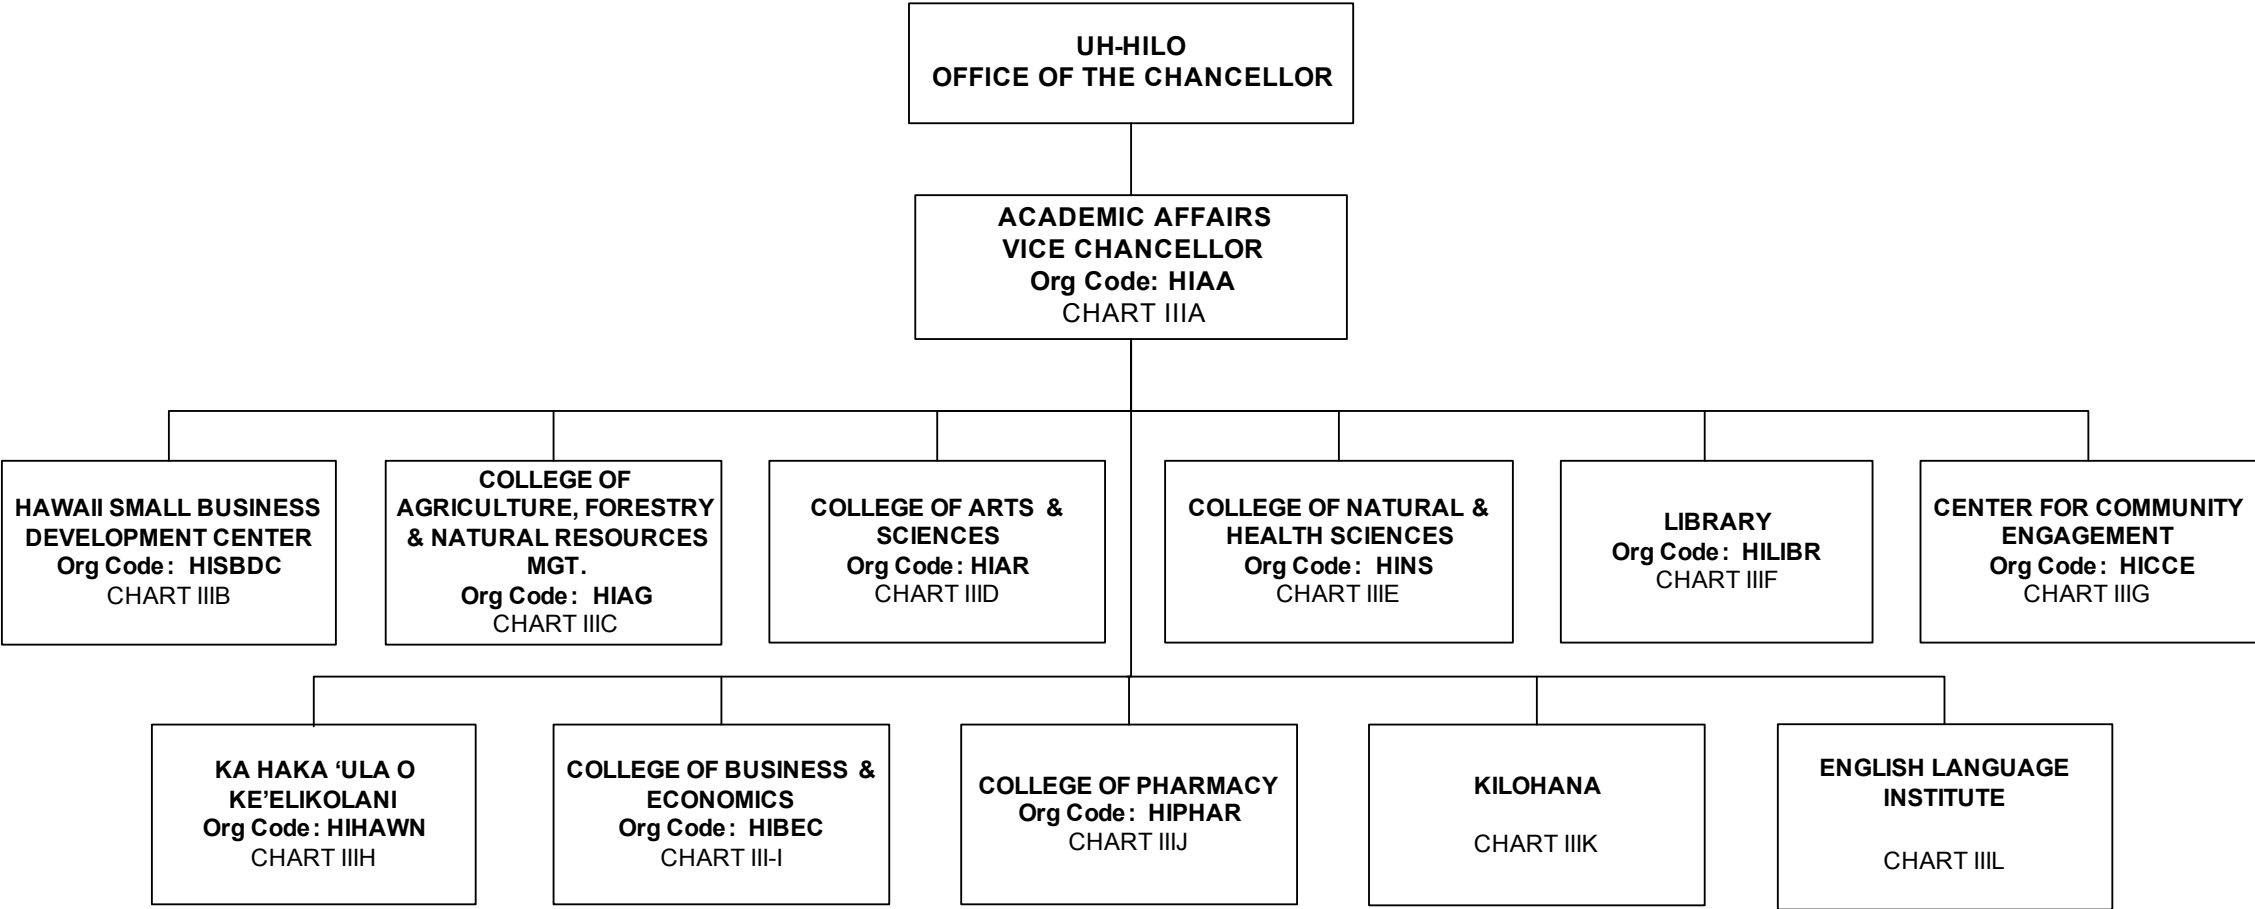 UH-HILO
OFFICE OF THE CHANCELLOR
ACADEMIC AFFAIRS
VICE CHANCELLOR
Org Code: HIAA
CHART IIIA
HAWAII SMALL BUSINESS
DEVELOPMENT CENTER
Org Code: HISBDC
CHART IIIB
COLLEGE OF
AGRICULTURE, FORESTRY
& NATURAL RESOURCES
MGT.
Org Code: HIAG
CHART IIIC
COLLEGE OF ARTS &
SCIENCES
Org Code: HIAR
CHART IIID
COLLEGE OF NATURAL &
HEALTH SCIENCES
Org Code: HINS
CHART IIIE
LIBRARY
Org Code: HILIBR
CHART IIIF
CENTER FOR COMMUNITY
ENGAGEMENT
Org Code: HICCE
CHART IIIG
KA HAKA ‘ULA O
KE’ELIKOLANI
Org Code: HIHAWN
CHART IIIH
COLLEGE OF BUSINESS &
ECONOMICS
Org Code: HIBEC
CHART III-I
COLLEGE OF PHARMACY
Org Code: HIPHAR
CHART IIIJ
KILOHANA
CHART IIIK
ENGLISH LANGUAGE
INSTITUTE
CHART IIIL